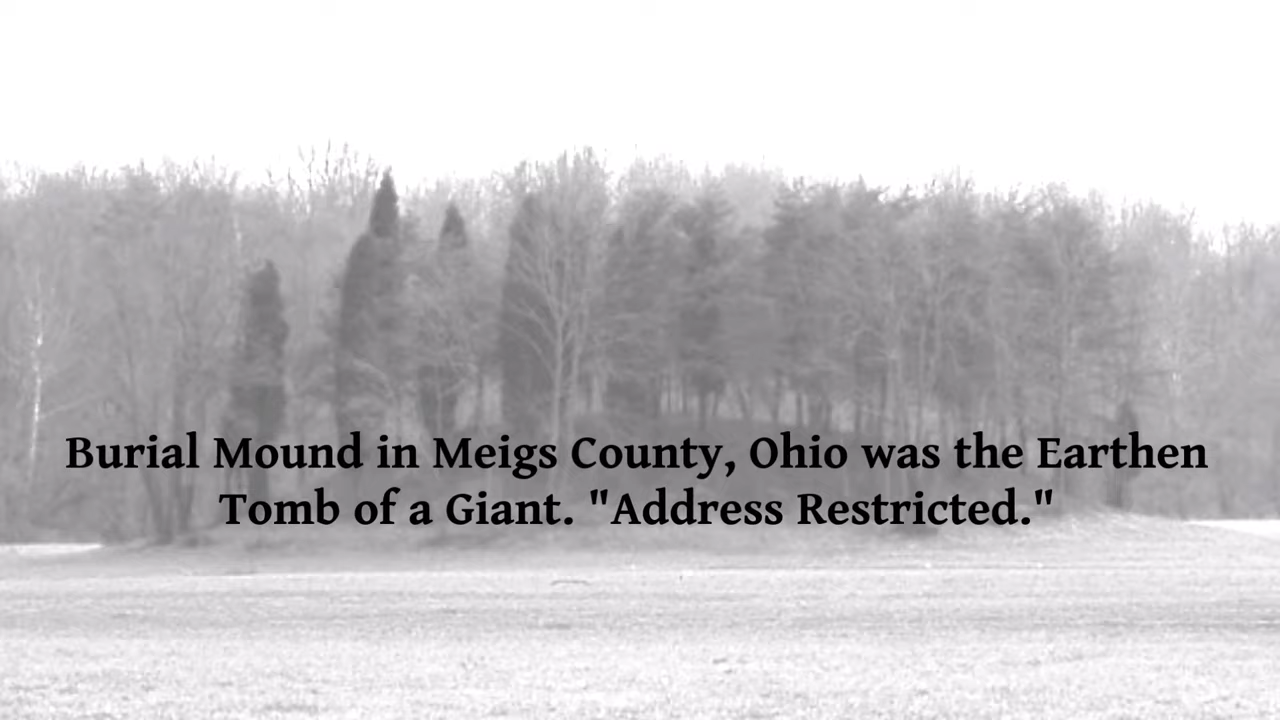 Burial Mound in Meigs County, Ohio was the Earthen
Tomb of a Giant. "Address Restricted."